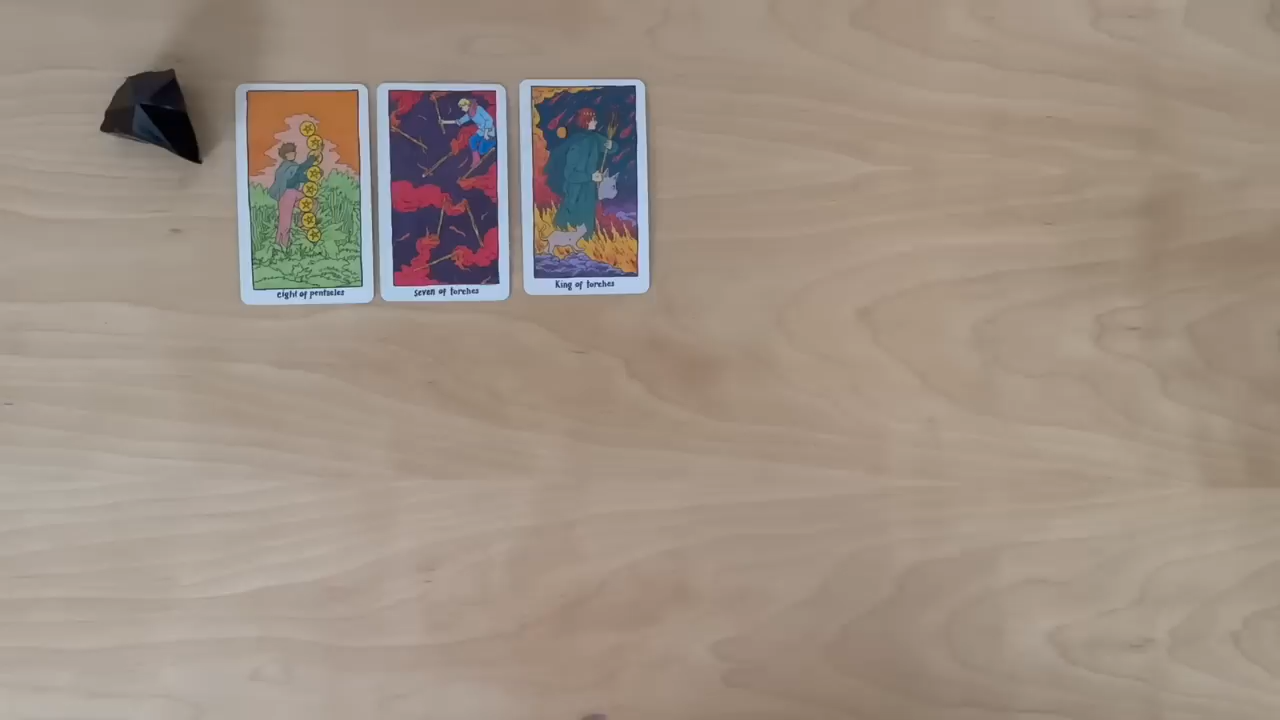 eight of pentacles
seven of torches
king of torches